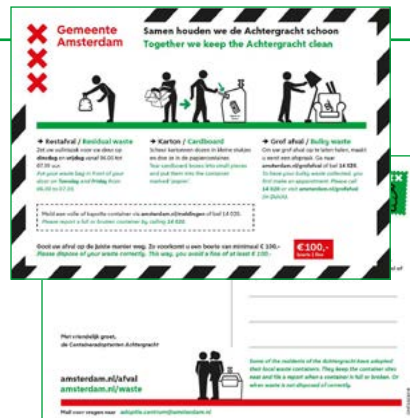 Gemeente
Amsterdam
Samen houden we de Achtergracht schoon
Together we keep the Achtergracht clean
→ Restafval / Residual waste
Zet uw vuilniszak voor uw deur op
dinsdag en vrijdag vanaf 06.00 tot
07.30 uur.
Put your waste bag in front of your
door on Tuesday and Friday from
06.00 to 07.30.
→ Karton / Cardboard
Scheur kartonnen dozen in kleine stukjes
en doe ze in de papiercontainer.
Tear cardboard boxes into small pieces
and put them into the container
marked 'papier'.
→ Grof afval / Bulky waste
Om uw grof afval op te laten halen, maakt
u eerst een afspraak. Ga naar
amsterdam.nl/grofafval of bel 14 020.
To have your bulky waste collected, you
first make an appointment. Please call
14 020 or visit amsterdam.nl/grofafval
Meld een volle of kapotte container via amsterdam.nl/meldingen of bel 14 020.
Please report a full or broken container by calling 14 020.
Gooi uw afval op de juiste manier weg. Zo voorkomt u een boete van minimaal € 100,-
Please dispose of your waste correctly. This way, you avoid a fine of at least € 100.-
€100,-
boete | fine
Met vriendelijk groet,
de Containeradoptanten Achtergracht
amsterdam.nl/afval
amsterdam.nl/waste
Some of the residents of the Achtergracht have adopted
their local waste containers. They keep the container sites
neat and file a report when a container is full or broken. Or
when waste is not disposed of correctly.
Mail voor vragen naar adoptie.centrum@amsterdam.nl